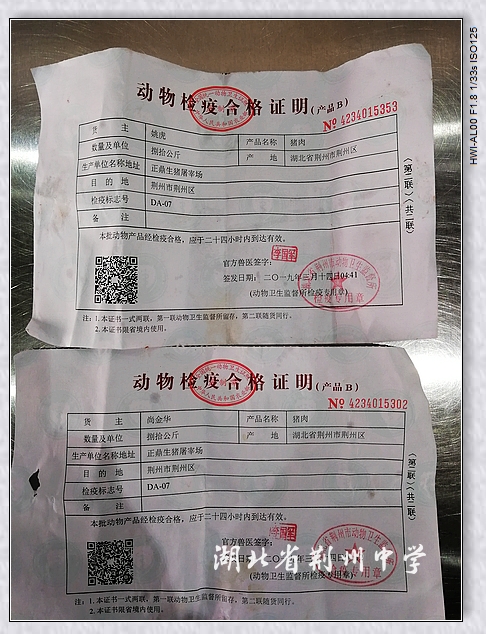 HWI-AL00 F1.8 1/33s ISO125
动物检疫合格证明(产品 B)
№ 4234015353
货 主 姚虎 产品名称 猪肉
数量及单位 捌拾公斤 产 地 湖北省荆州市荆州区
生产单位名称地址 正鼎生猪屠宰场
目 的 地 荆州市荆州区
检疫标志号 DA-07
备 注
本批动物产品经检疫合格，应于二十四小时内到达有效。
官方兽医签字：
签发日期：二〇一九年三月十四日04:41
(动物卫生监督所检疫专用章)
注：1. 本证书一式两联，第一联动物卫生监督所留存，第二联随货同行。
2. 本证书限省境内使用。
（第二联）（共二联）
动物检疫合格证明(产品 B)
№ 4234015302
货 主 尚金华 产品名称 猪肉
数量及单位 捌拾公斤 产 地 湖北省荆州市荆州区
生产单位名称地址 正鼎生猪屠宰场
目 的 地 荆州市荆州区
检疫标志号 DA-07
备 注
本批动物产品经检疫合格，应于二十四小时内到达有效。
官方兽医签字：
湖北省荆州中学
(动物卫生监督所检疫专用章)
注：1. 本证书一式两联，第一联动物卫生监督所留存，第二联随货同行。
2. 本证书限省境内使用。
（第二联）（共二联）